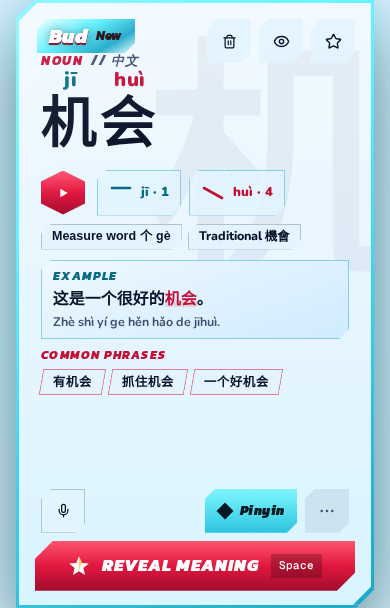 Bud New
NOUN // 中文
jī huì
机会
jī · 1 huì · 4
Measure word 个 gè Traditional 機會
EXAMPLE
这是一个很好的机会。
Zhè shì yí ge hěn hǎo de jīhuì.
COMMON PHRASES
有机会 抓住机会 一个好机会
Pinyin ···
REVEAL MEANING Space